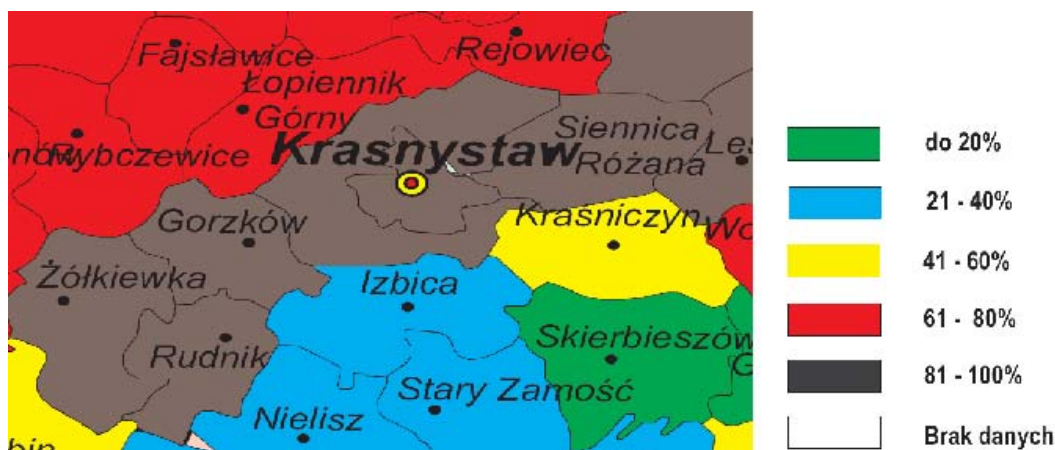 Fajsławice
Rejowiec
Łopiennik
Górny
Rybczewice
Krasnystaw
Siennica
Różana
Gorzków
Kraśniczyn
Żółkiewka
Izbica
Rudnik
Skierbieszów
Stary Zamość
Nielisz
do 20%
21 - 40%
41 - 60%
61 - 80%
81 - 100%
Brak danych